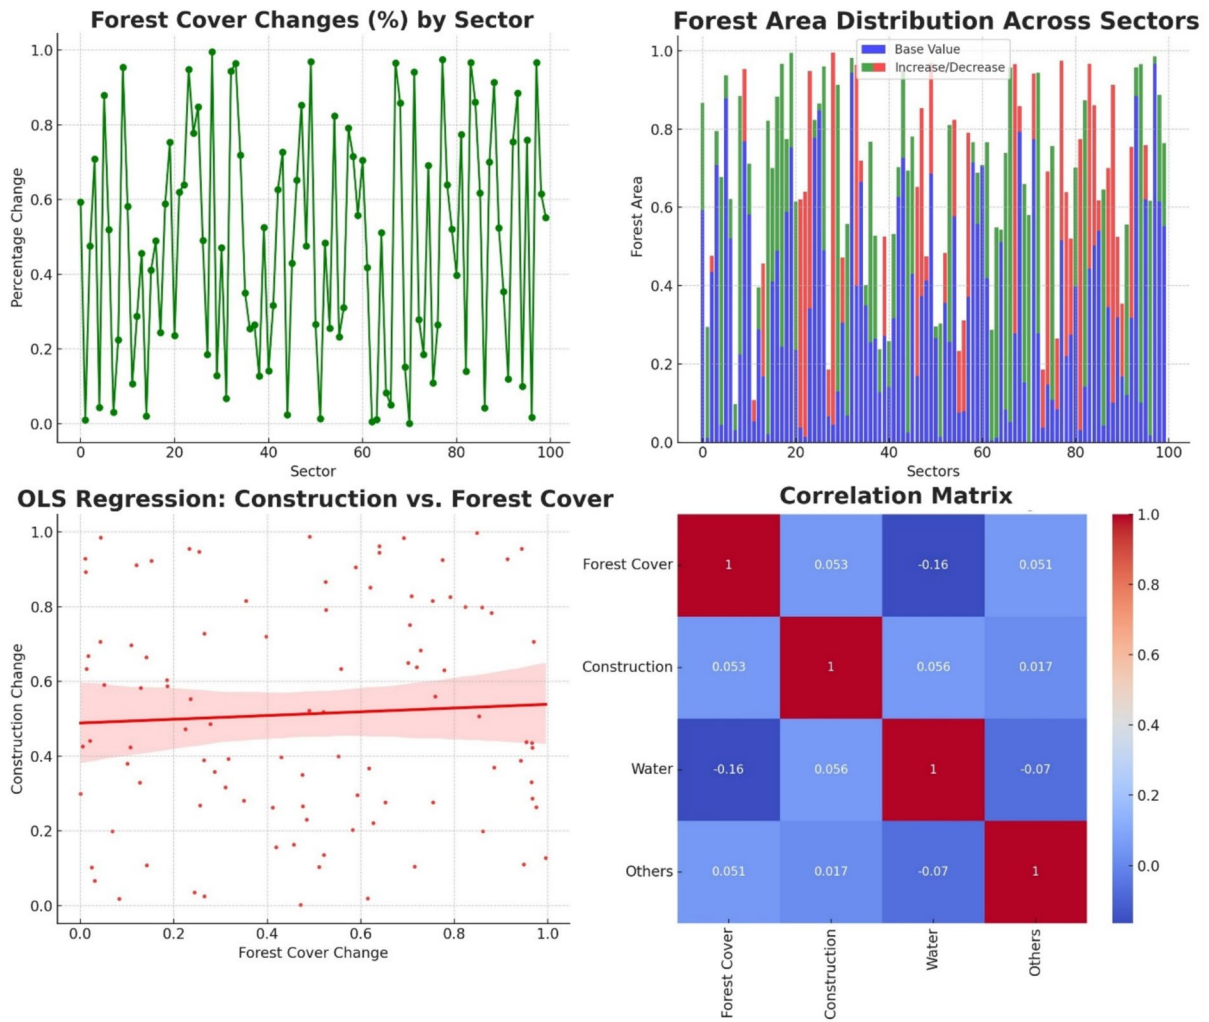 Forest Cover Changes (%) by Sector
1.0
0.8
0.6
0.4
0.2
0.0
Percentage Change
0 20 40 60 80 100
Sector
Forest Area Distribution Across Sectors
Base Value
Increase/Decrease
1.0
0.8
0.6
0.4
0.2
0.0
Forest Area
0 20 40 60 80 100
Sectors
OLS Regression: Construction vs. Forest Cover
1.0
0.8
0.6
0.4
0.2
0.0
Construction Change
0.0 0.2 0.4 0.6 0.8 1.0
Forest Cover Change
Correlation Matrix
Forest Cover 1 0.053 -0.16 0.051
Construction 0.053 1 0.056 0.017
Water -0.16 0.056 1 -0.07
Others 0.051 0.017 -0.07 1
Forest Cover
Construction
Water
Others
1.0
0.8
0.6
0.4
0.2
0.0